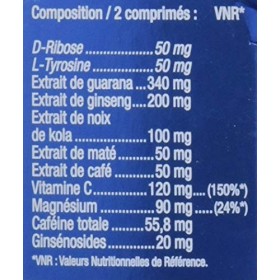 Composition / 2 comprimés : VNR*
D-Ribose 50 mg
L-Tyrosine 50 mg
Extrait de guarana 340 mg
Extrait de ginseng 200 mg
Extrait de noix
de kola 100 mg
Extrait de maté 50 mg
Extrait de café 50 mg
Vitamine C 120 mg (150%*)
Magnésium 90 mg (24%*)
Caféine totale 55,8 mg
Ginsénosides 20 mg
*VNR : Valeurs Nutritionnelles de Référence.